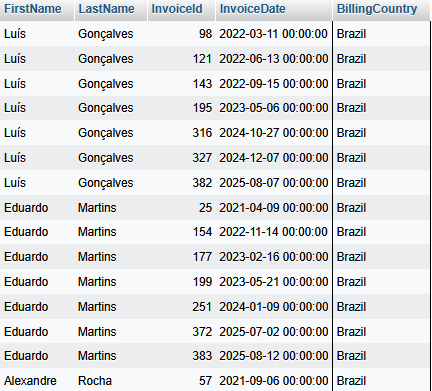 FirstName LastName InvoiceId InvoiceDate BillingCountry
Luís Gonçalves 98 2022-03-11 00:00:00 Brazil
Luís Gonçalves 121 2022-06-13 00:00:00 Brazil
Luís Gonçalves 143 2022-09-15 00:00:00 Brazil
Luís Gonçalves 195 2023-05-06 00:00:00 Brazil
Luís Gonçalves 316 2024-10-27 00:00:00 Brazil
Luís Gonçalves 327 2024-12-07 00:00:00 Brazil
Luís Gonçalves 382 2025-08-07 00:00:00 Brazil
Eduardo Martins 25 2021-04-09 00:00:00 Brazil
Eduardo Martins 154 2022-11-14 00:00:00 Brazil
Eduardo Martins 177 2023-02-16 00:00:00 Brazil
Eduardo Martins 199 2023-05-21 00:00:00 Brazil
Eduardo Martins 251 2024-01-09 00:00:00 Brazil
Eduardo Martins 372 2025-07-02 00:00:00 Brazil
Eduardo Martins 383 2025-08-12 00:00:00 Brazil
Alexandre Rocha 57 2021-09-06 00:00:00 Brazil